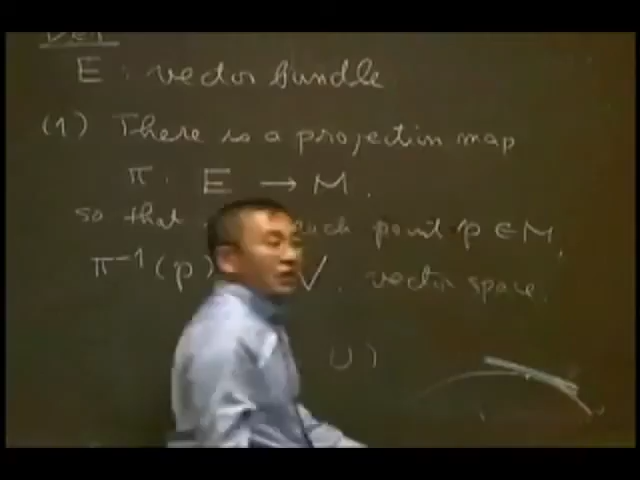 Def
E : vector bundle
(1) There is a projection map
π : E → M.
so that each point p ∈ M,
π⁻¹(p) V. vector space.
U )